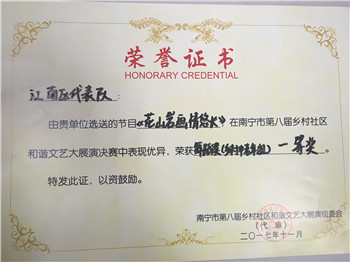 荣誉证书
HONORARY CREDENTIAL
江南区代表队:
由贵单位选送的节目《花山岩画情悠长》在南宁市第八届乡村社区
和谐文艺大展演决赛中表现优异,荣获 一等奖
特发此证,以资鼓励。
南宁市第八届乡村社区和谐文艺大展演组委会
(代章)
二〇一七年十一月